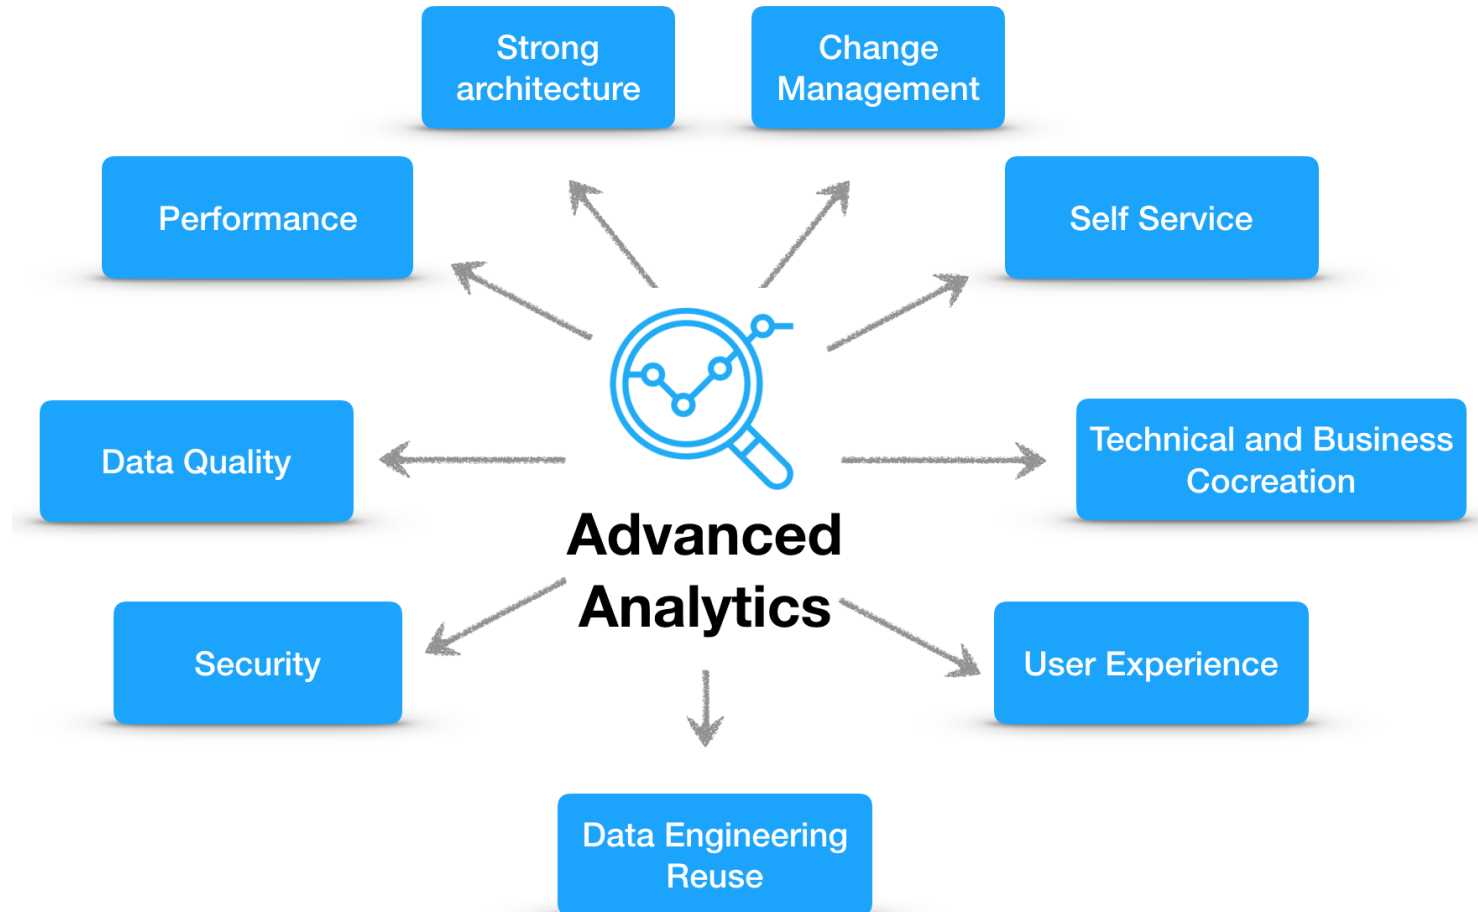 Strong
architecture
Change
Management
Performance
Self Service
Data Quality
Technical and Business
Cocreation
Advanced
Analytics
Security
User Experience
Data Engineering
Reuse